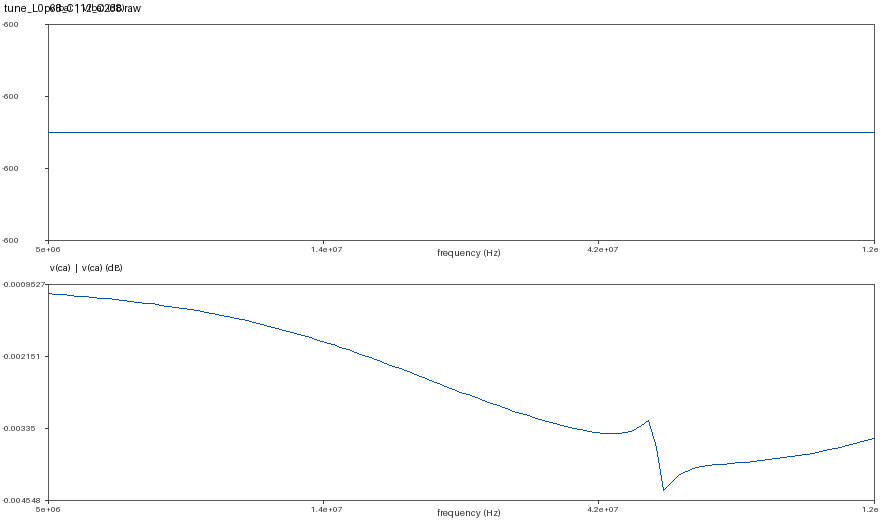 -600
-600
-600
-600
5e+06 1.4e+07 4.2e+07 1.2e
frequency (Hz)
v(ca) | v(ca) (dB)
-0.0009527
-0.002151
-0.00335
-0.004548
5e+06 1.4e+07 4.2e+07 1.2e
frequency (Hz)